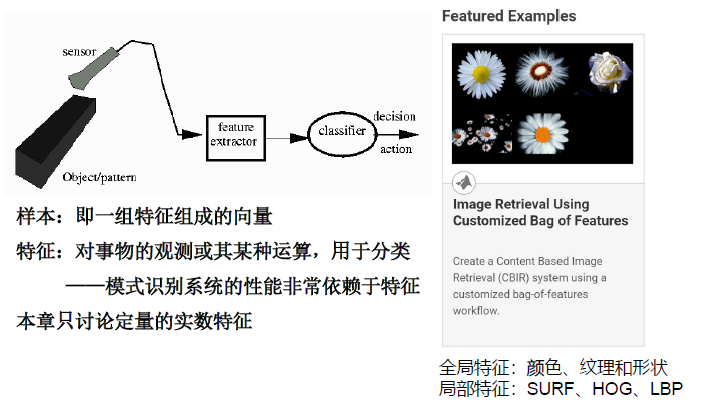 sensor
Object/pattern
feature
extractor
classifier
decision
action
样本：即一组特征组成的向量
特征：对事物的观测或其某种运算，用于分类
——模式识别系统的性能非常依赖于特征
本章只讨论定量的实数特征
Featured Examples
Image Retrieval Using
Customized Bag of Features
Create a Content Based Image
Retrieval (CBIR) system using a
customized bag-of-features
workflow.
全局特征：颜色、纹理和形状
局部特征：SURF、HOG、LBP